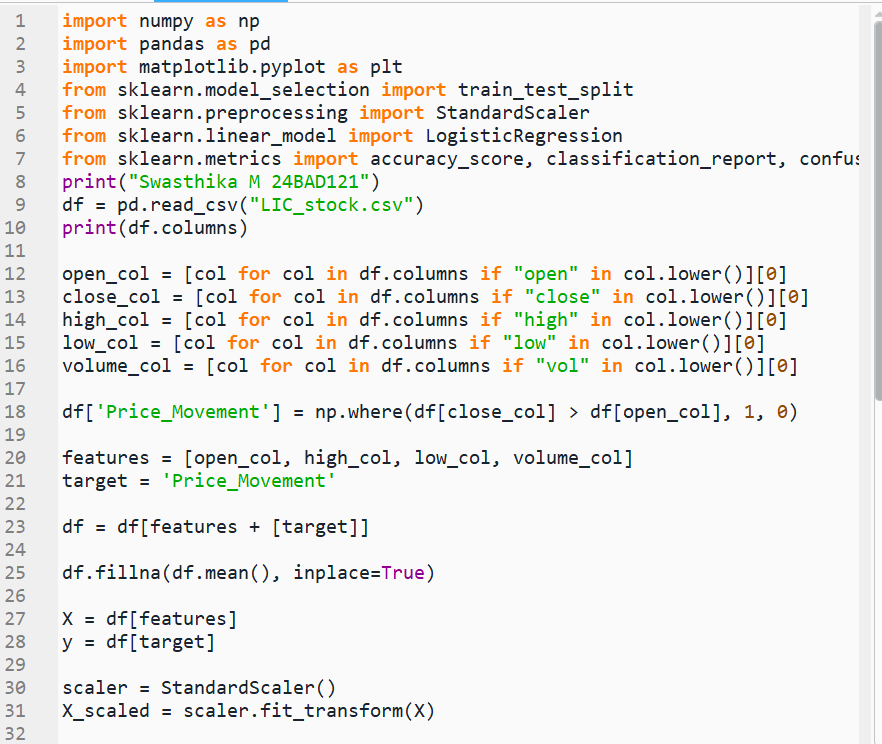 1 import numpy as np
2 import pandas as pd
3 import matplotlib.pyplot as plt
4 from sklearn.model_selection import train_test_split
5 from sklearn.preprocessing import StandardScaler
6 from sklearn.linear_model import LogisticRegression
7 from sklearn.metrics import accuracy_score, classification_report, confus
8 print("Swasthika M 24BAD121")
9 df = pd.read_csv("LIC_stock.csv")
10 print(df.columns)
11
12 open_col = [col for col in df.columns if "open" in col.lower()][0]
13 close_col = [col for col in df.columns if "close" in col.lower()][0]
14 high_col = [col for col in df.columns if "high" in col.lower()][0]
15 low_col = [col for col in df.columns if "low" in col.lower()][0]
16 volume_col = [col for col in df.columns if "vol" in col.lower()][0]
17
18 df['Price_Movement'] = np.where(df[close_col] > df[open_col], 1, 0)
19
20 features = [open_col, high_col, low_col, volume_col]
21 target = 'Price_Movement'
22
23 df = df[features + [target]]
24
25 df.fillna(df.mean(), inplace=True)
26
27 X = df[features]
28 y = df[target]
29
30 scaler = StandardScaler()
31 X_scaled = scaler.fit_transform(X)
32